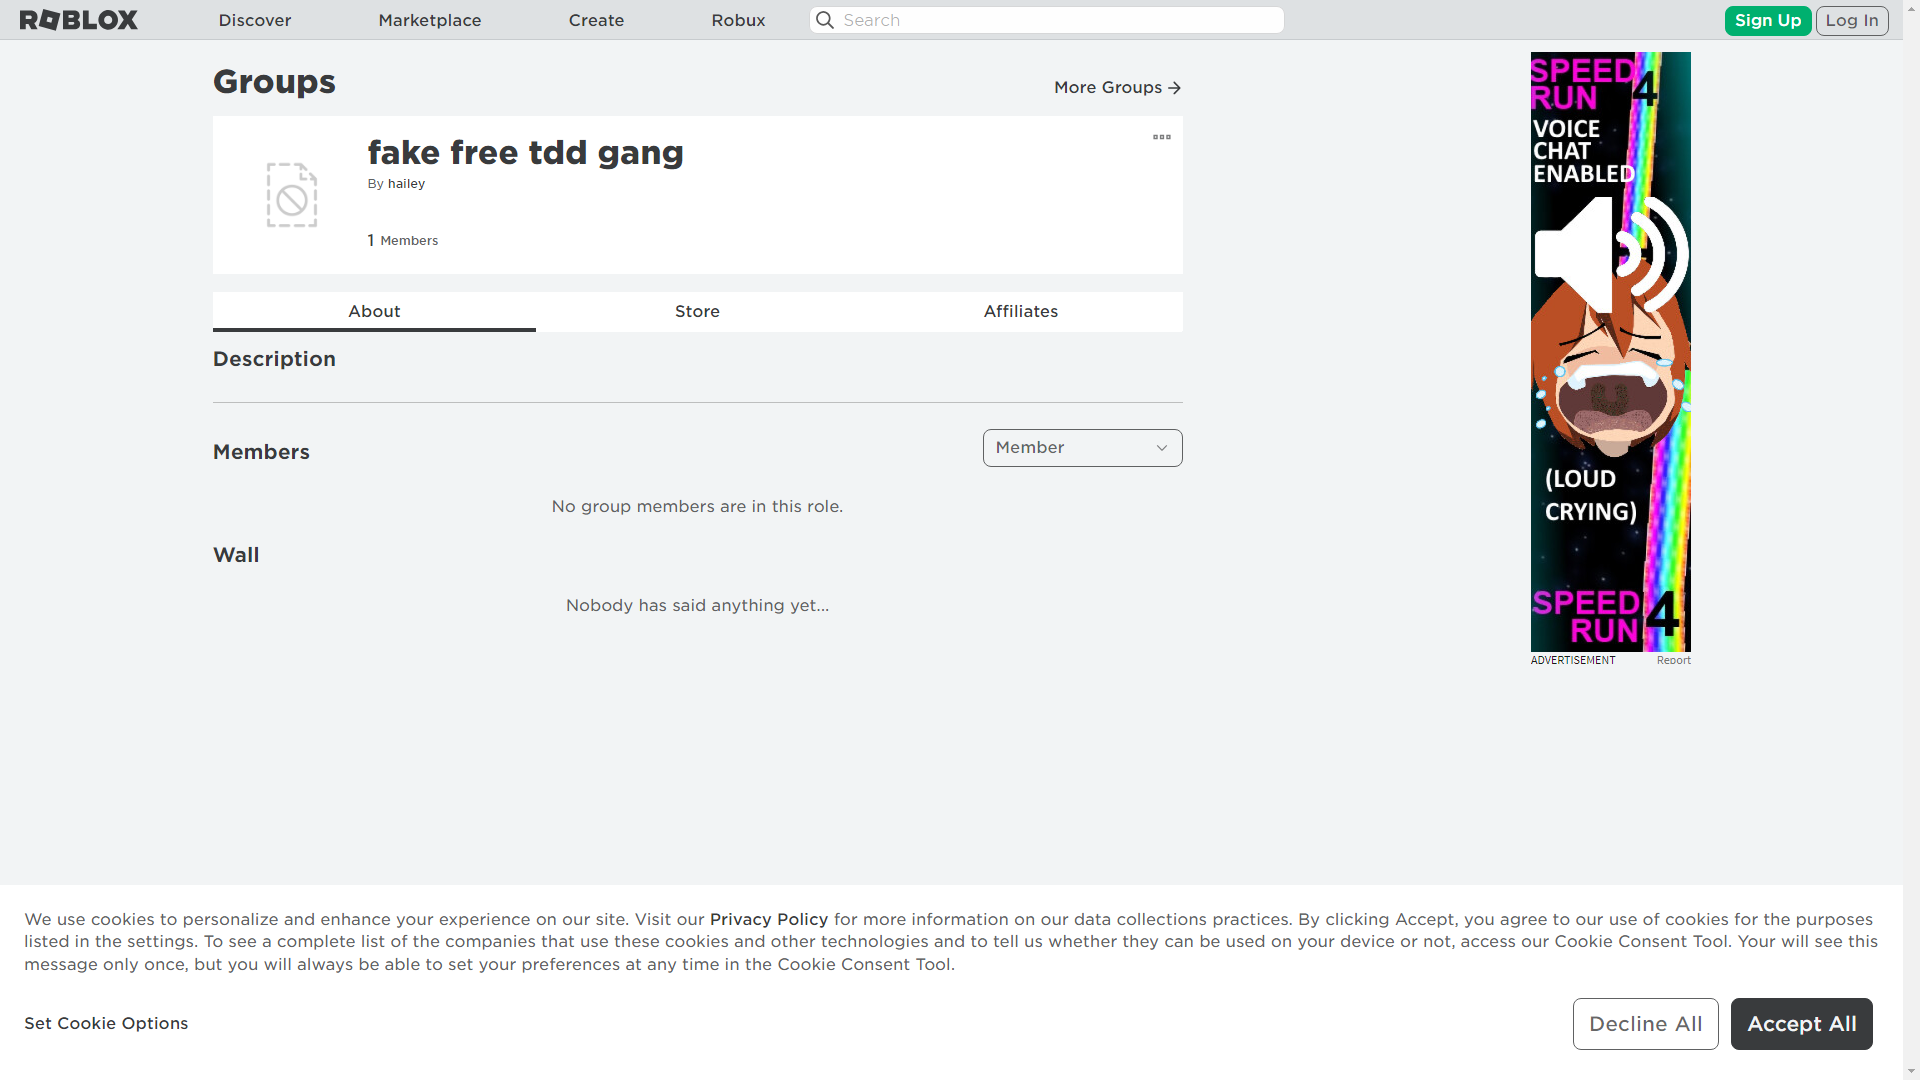 ROBLOX
Discover
Marketplace
Create
Robux
Search
Sign Up
Log In
Groups
More Groups
fake free tdd gang
By hailey
1 Members
About
Store
Affiliates
Description
Members
Member
No group members are in this role.
Wall
Nobody has said anything yet...
SPEED
RUN 4
VOICE
CHAT
ENABLED
(LOUD
CRYING)
SPEED
RUN 4
ADVERTISEMENT
Report
We use cookies to personalize and enhance your experience on our site. Visit our Privacy Policy for more information on our data collections practices. By clicking Accept, you agree to our use of cookies for the purposes
listed in the settings. To see a complete list of the companies that use these cookies and other technologies and to tell us whether they can be used on your device or not, access our Cookie Consent Tool. Your will see this
message only once, but you will always be able to set your preferences at any time in the Cookie Consent Tool.
Set Cookie Options
Decline All
Accept All